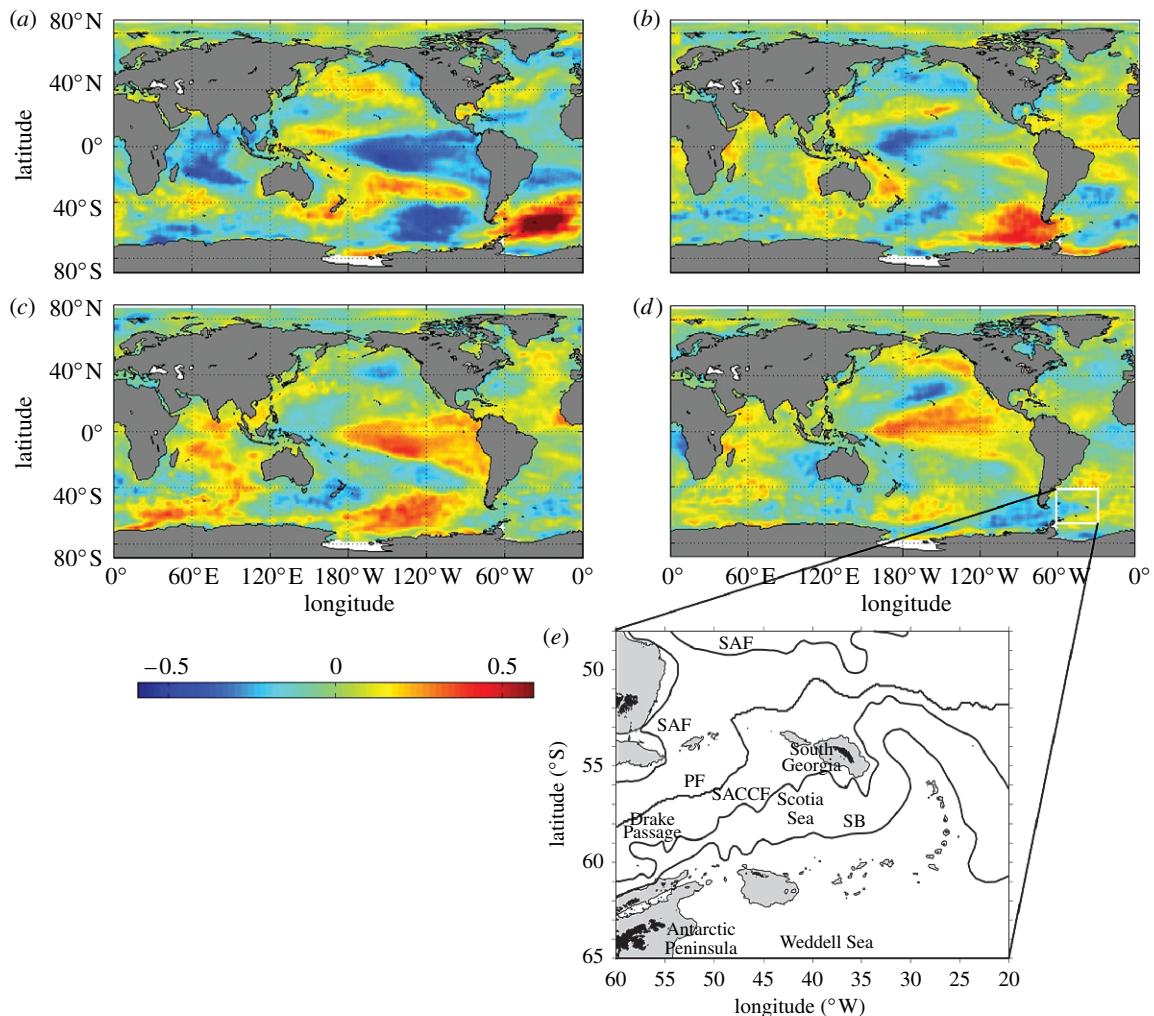 (a)
80° N
40° N
0°
40° S
80° S
latitude
(b)
(c)
80° N
40° N
0°
40° S
80° S
latitude
0°
60° E
120° E
180° W
120° W
60° W
0°
longitude
(d)
0°
60° E
120° E
180° W
120° W
60° W
0°
longitude
−0.5
0
0.5
(e)
50
55
60
65
latitude (° S)
SAF
SAF
South
Georgia
PF
SACCF
Scotia
Sea
SB
Drake
Passage
Antarctic
Peninsula
Weddell Sea
60
50
45
40
35
30
25
20
longitude (° W)